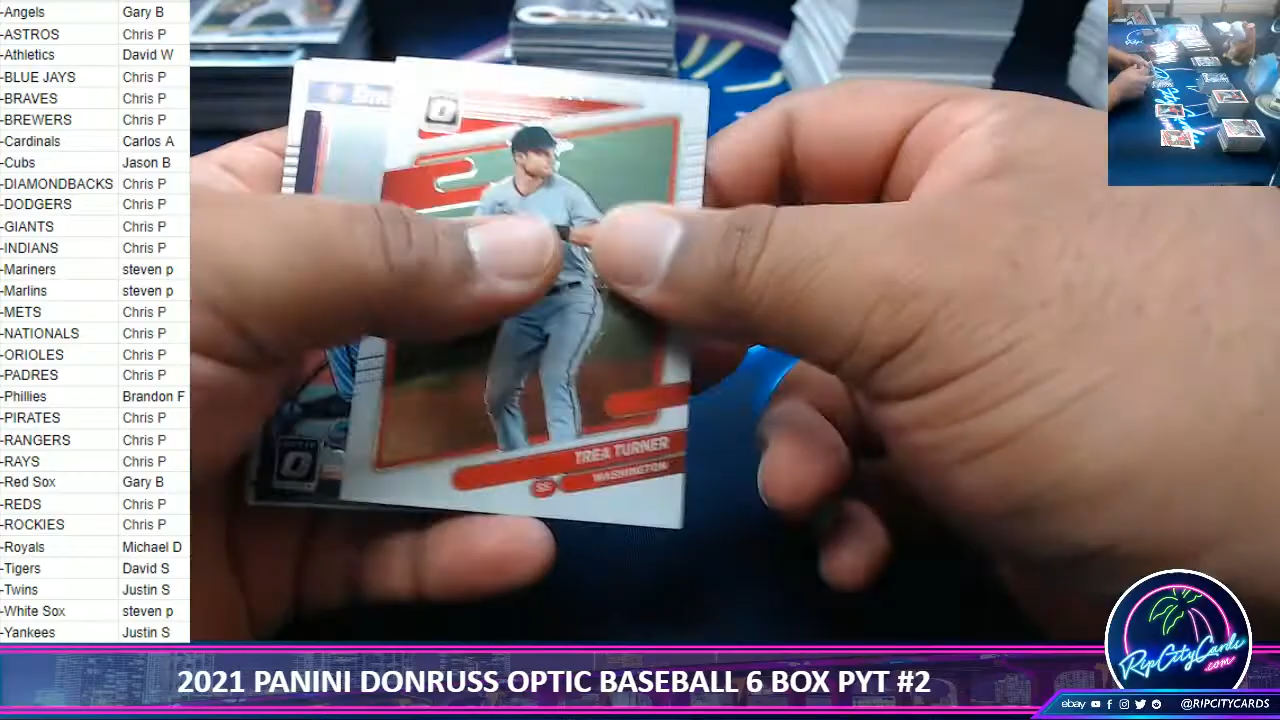 -Angels Gary B
-ASTROS Chris P
-Athletics David W
-BLUE JAYS Chris P
-BRAVES Chris P
-BREWERS Chris P
-Cardinals Carlos A
-Cubs Jason B
-DIAMONDBACKS Chris P
-DODGERS Chris P
-GIANTS Chris P
-INDIANS Chris P
-Mariners steven p
-Marlins steven p
-METS Chris P
-NATIONALS Chris P
-ORIOLES Chris P
-PADRES Chris P
-Phillies Brandon F
-PIRATES Chris P
-RANGERS Chris P
-RAYS Chris P
-Red Sox Gary B
-REDS Chris P
-ROCKIES Chris P
-Royals Michael D
-Tigers David S
-Twins Justin S
-White Sox steven p
-Yankees Justin S
TREA TURNER
SS WASHINGTON
RipCityCards
.com
2021 PANINI DONRUSS OPTIC BASEBALL 6 BOX PYT #2
ebay @RIPCITYCARDS